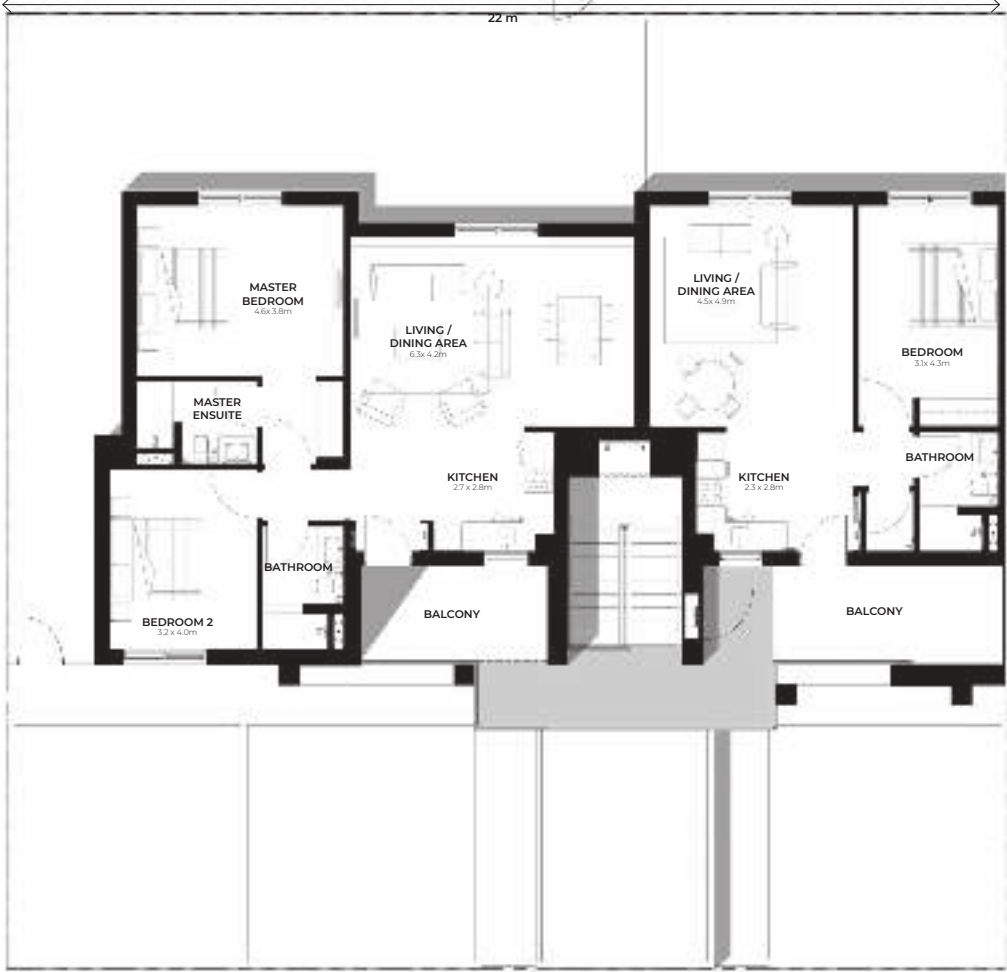 22 m
MASTER
BEDROOM
4.6x 3.8m
LIVING /
DINING AREA
6.3x 4.2m
LIVING /
DINING AREA
4.5x 4.9m
BEDROOM
3.1x 4.3m
MASTER
ENSUITE
KITCHEN
2.7 x 2.8m
KITCHEN
2.3 x 2.8m
BATHROOM
BATHROOM
BEDROOM 2
3.2 x 4.0m
BALCONY
BALCONY